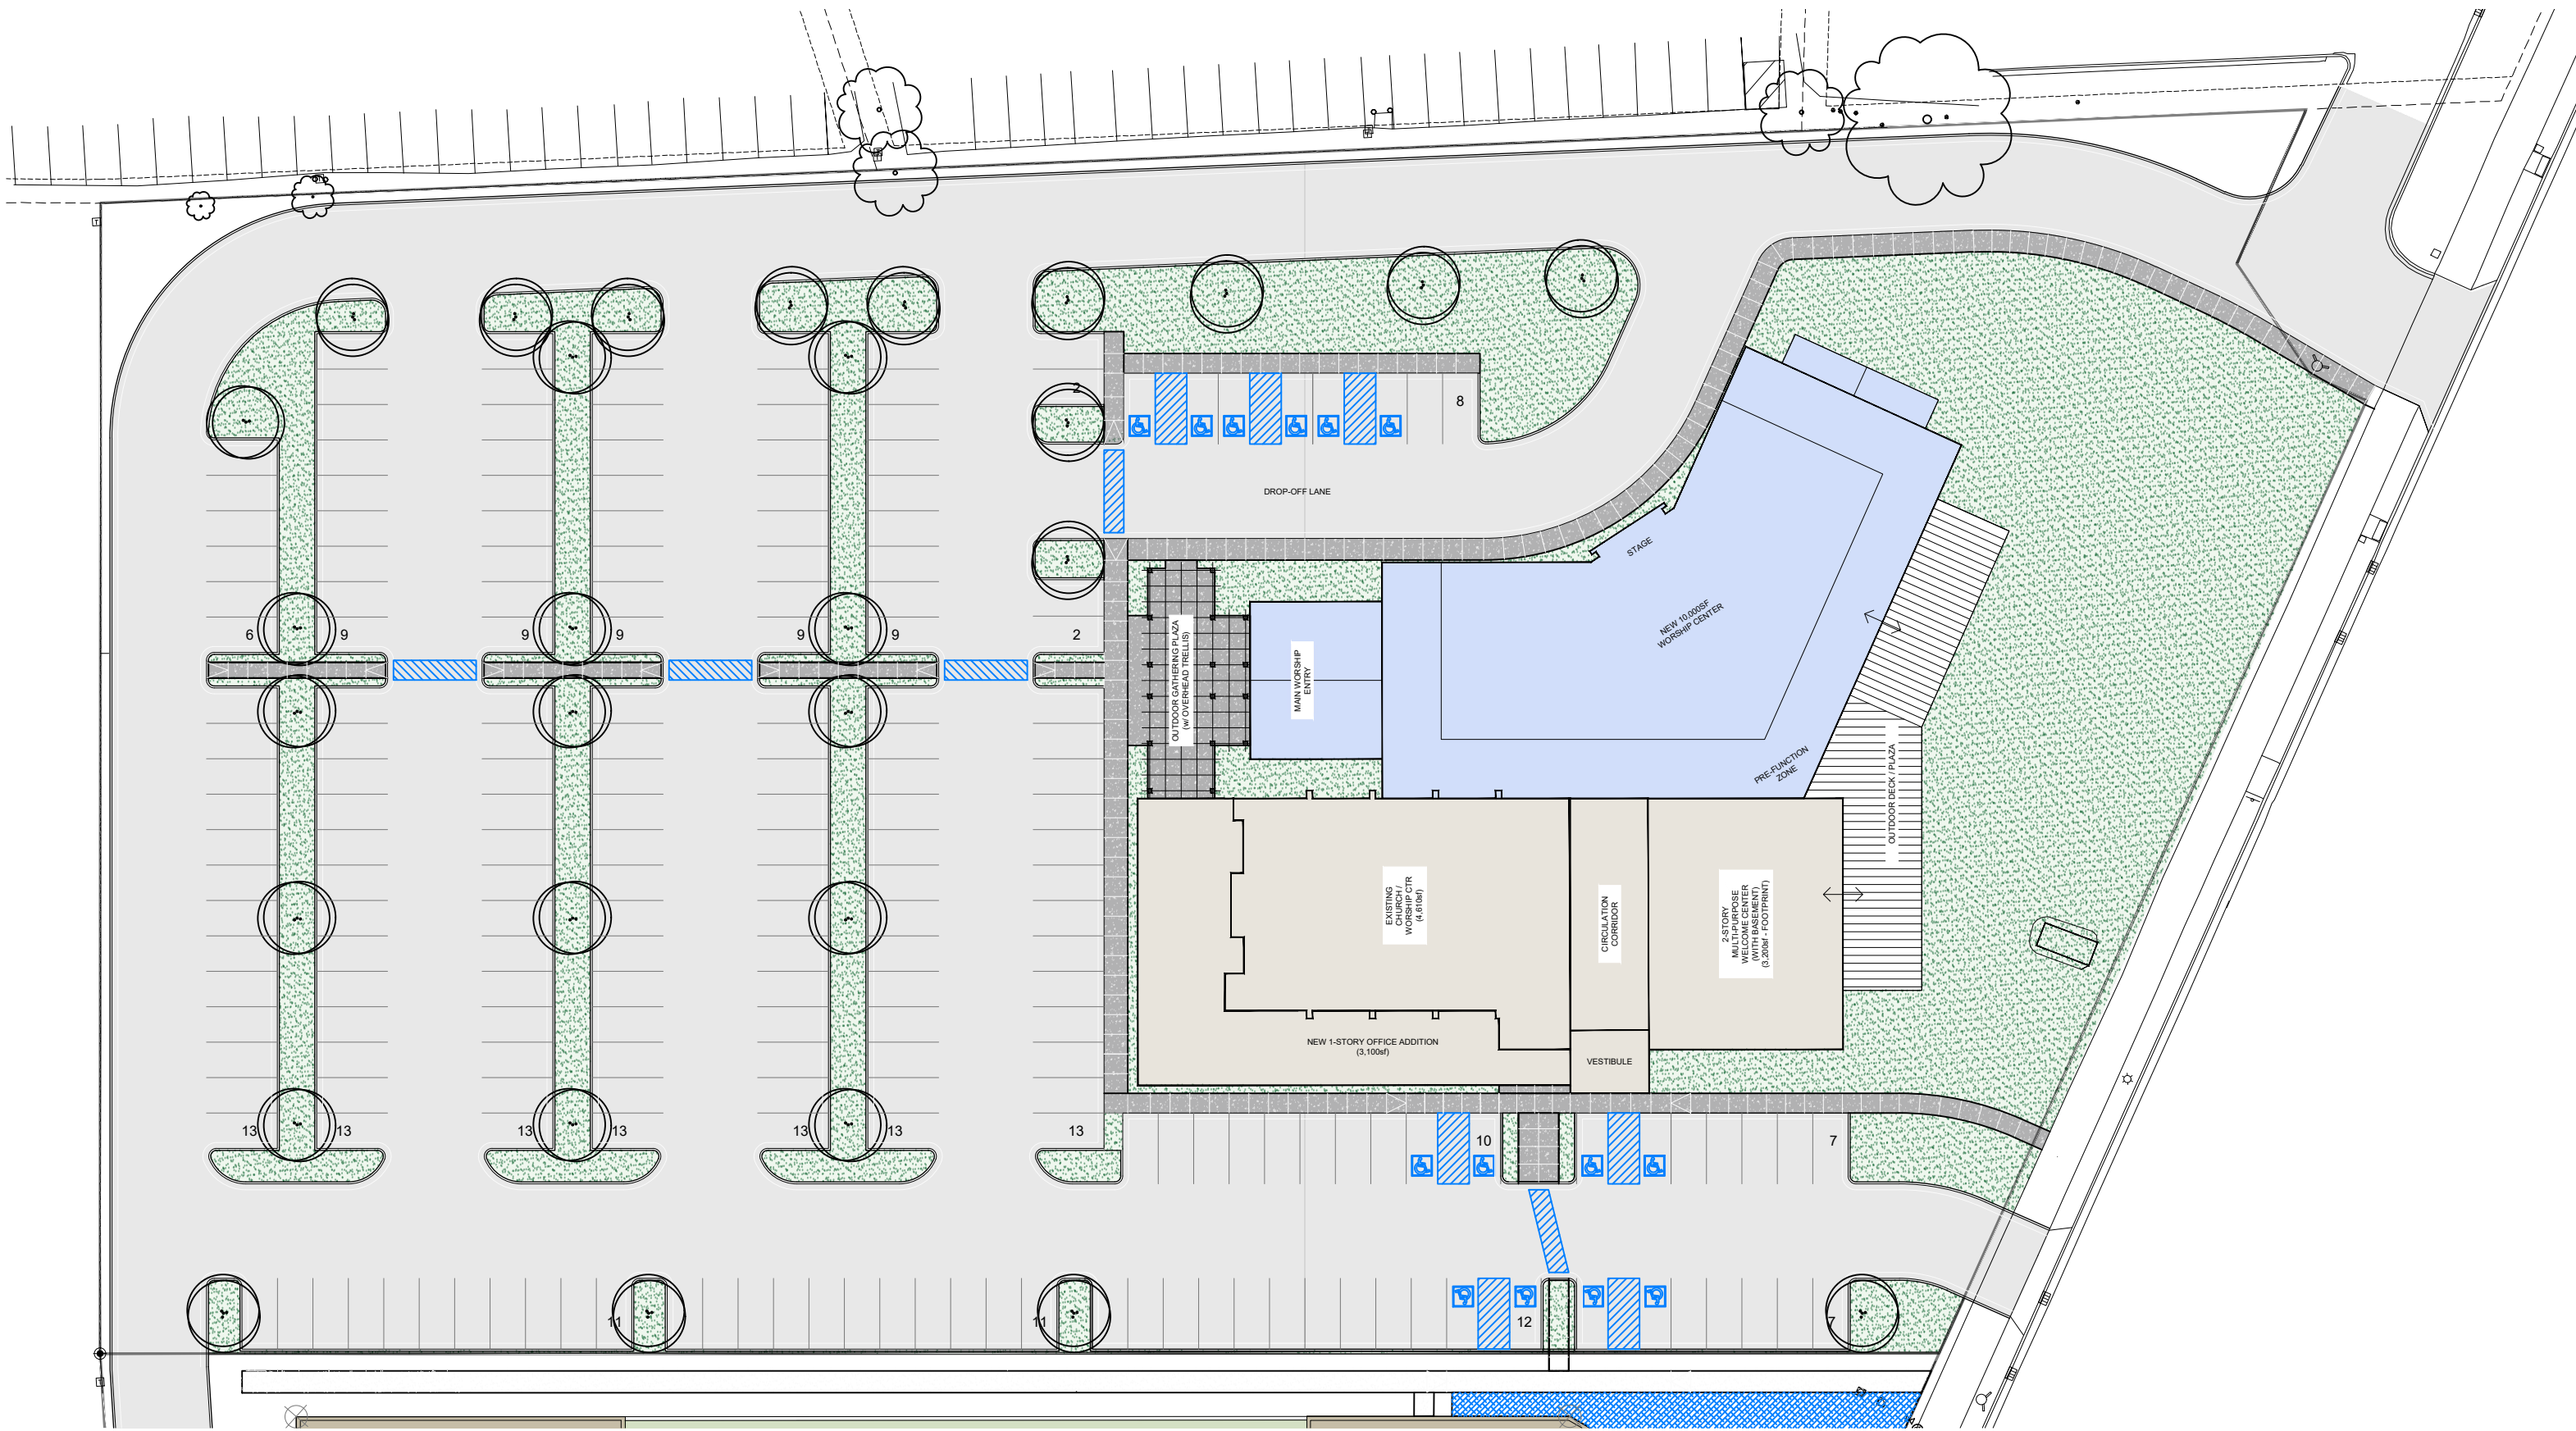 2
8
DROP-OFF LANE
STAGE
NEW 10,000SF
WORSHIP CENTER
OUTDOOR GATHERING PLAZA
(w/ OVERHEAD TRELLIS)
MAIN WORSHIP
ENTRY
6
9
9
9
9
9
2
PRE-FUNCTION
ZONE
OUTDOOR DECK / PLAZA
EXISTING
CHURCH /
WORSHIP CTR
(4,610sf)
CIRCULATION
CORRIDOR
2-STORY
MULTI-PURPOSE
WELCOME CENTER
(WITH BASEMENT)
(3,200sf - FOOTPRINT)
NEW 1-STORY OFFICE ADDITION
(3,100sf)
VESTIBULE
13
13
13
13
13
13
13
10
7
11
11
12
7